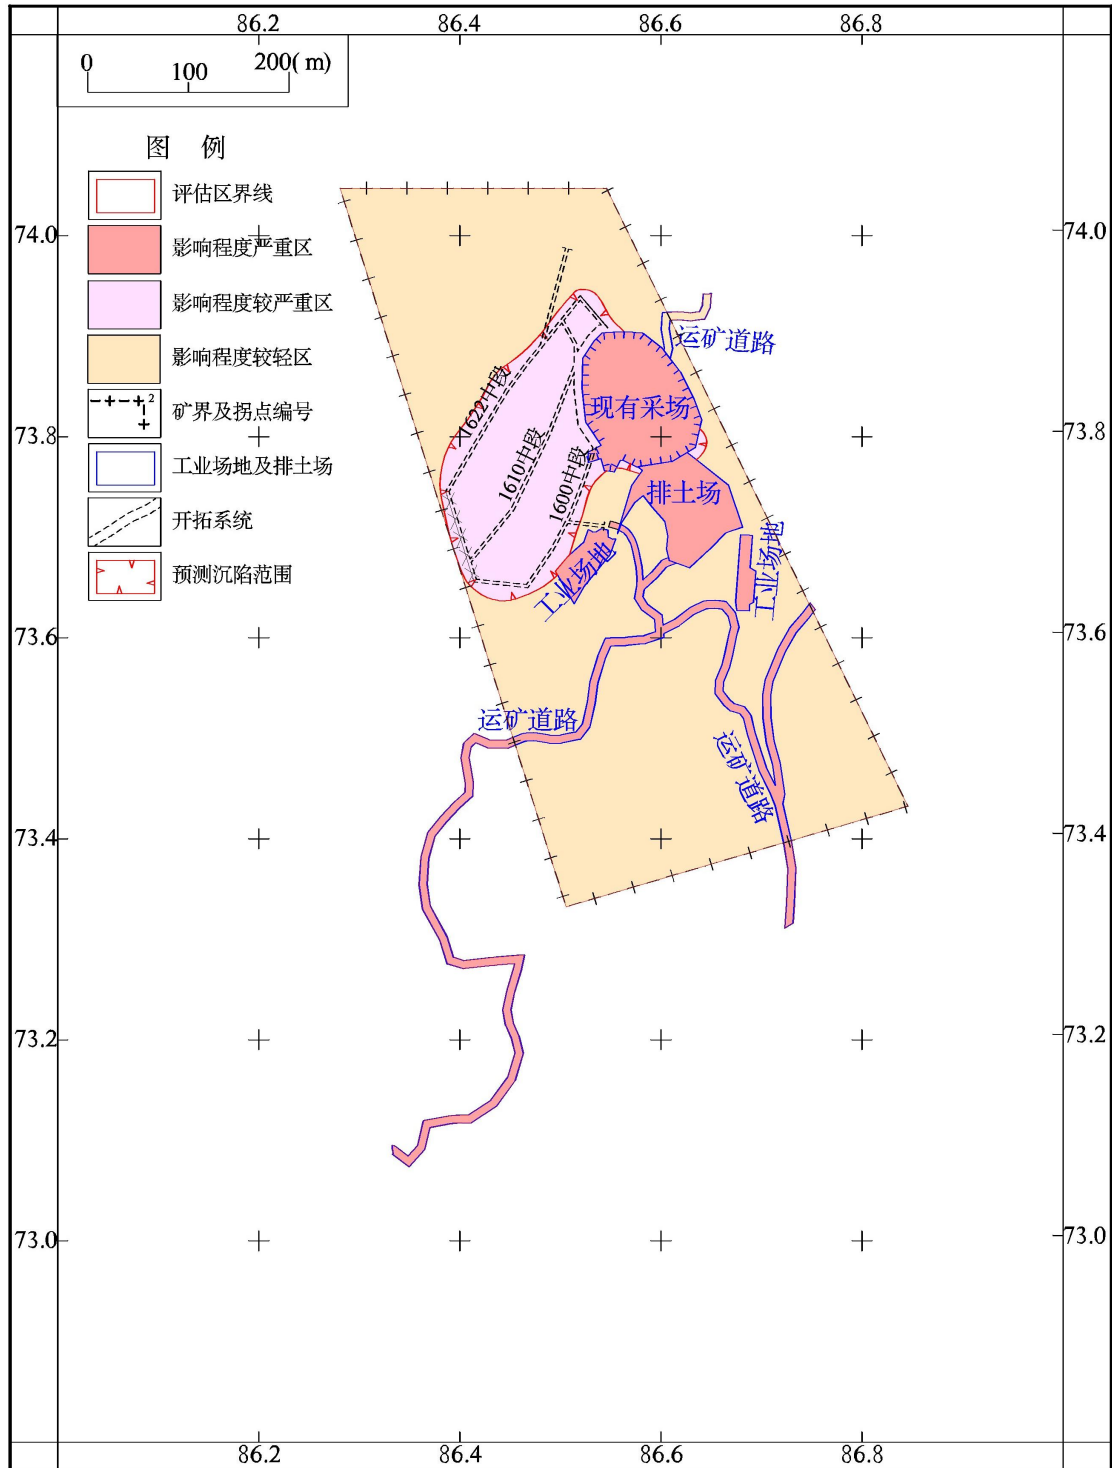 86.2 86.4 86.6 86.8
0 100 200( m)
图 例
评估区界线
影响程度严重区
影响程度较严重区
影响程度较轻区
2
矿界及拐点编号
工业场地及排土场
开拓系统
预测沉陷范围
74.0 74.0
运矿道路
1622中段
现有采场
73.8 73.8
1610中段
1600中段
排土场
工业场地
工业场地
73.6 73.6
运矿道路
运矿道路
73.4 73.4
73.2 73.2
73.0 73.0
86.2 86.4 86.6 86.8